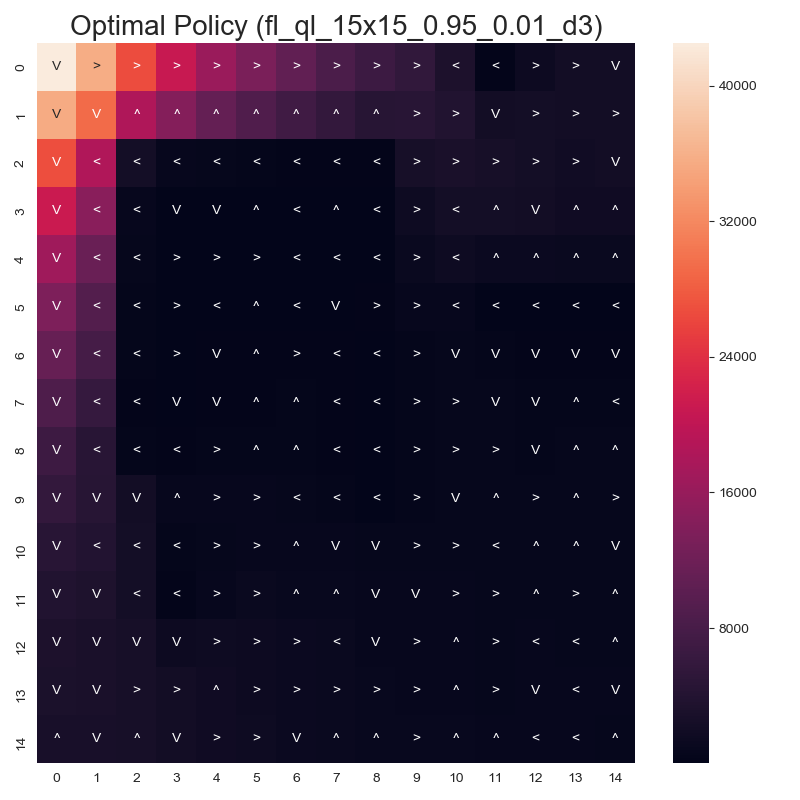 Optimal Policy (fl_ql_15x15_0.95_0.01_d3)
0 V > > > > > > > > > < < > > V
1 V V ^ ^ ^ ^ ^ ^ ^ > > V > > >
2 V < < < < < < < < > > > > > V
3 V < < V V ^ < ^ < > < ^ V ^ ^
4 V < < > > > < < < > < ^ ^ ^ ^
5 V < < > < ^ < V > > < < < < <
6 V < < > V ^ > < < > V V V V V
7 V < < V V ^ ^ < < > > V V ^ <
8 V < < < > ^ ^ < < > > > V ^ ^
9 V V V ^ > > < < < > V ^ > ^ >
10 V < < < > > ^ V V > > < ^ ^ V
11 V V < < > > ^ ^ V V > > ^ > ^
12 V V V V > > > < V > ^ > < < ^
13 V V > > ^ > > > > > ^ > V < V
14 ^ V ^ V > > V ^ ^ > ^ ^ < < ^
0 1 2 3 4 5 6 7 8 9 10 11 12 13 14
40000
32000
24000
16000
8000